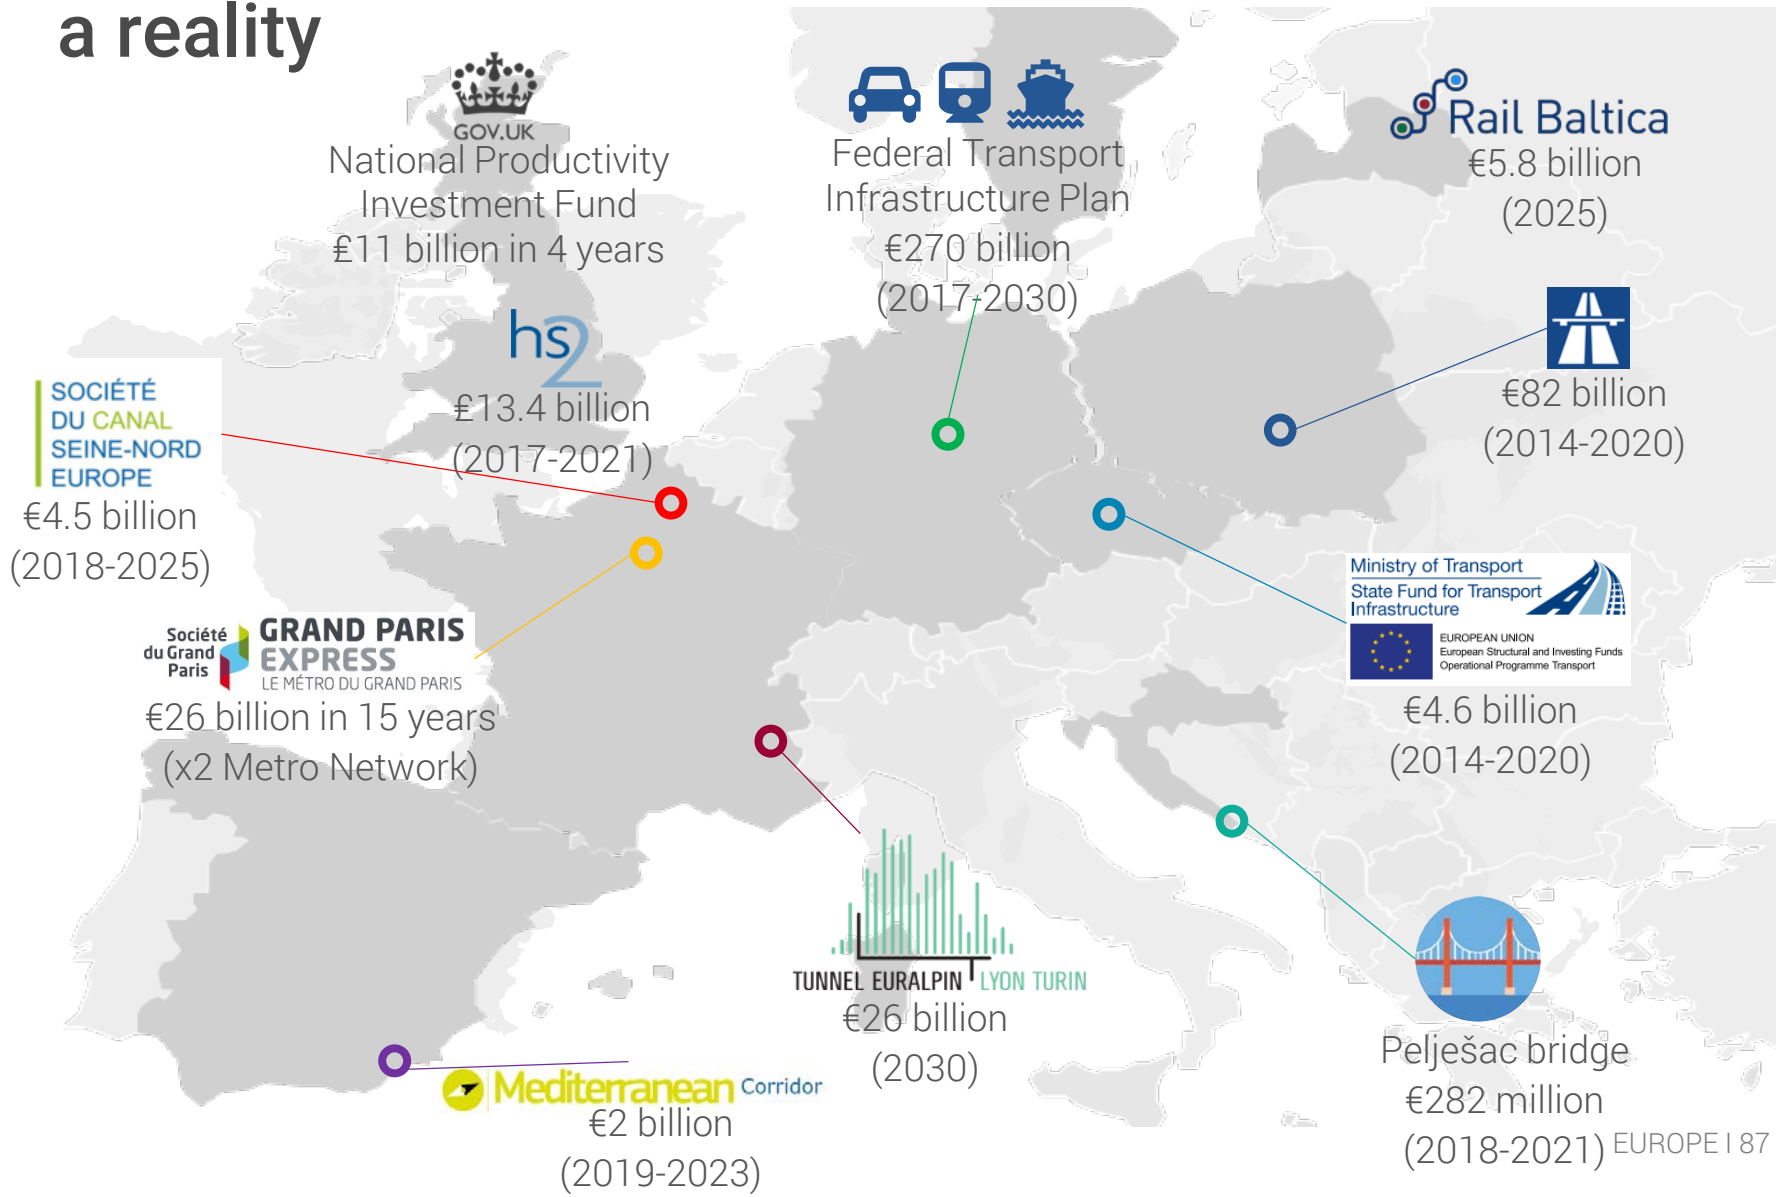 a reality
GOV.UK
National Productivity
Investment Fund
£11 billion in 4 years
hs2
£13.4 billion
(2017-2021)
Federal Transport
Infrastructure Plan
€270 billion
(2017-2030)
Rail Baltica
€5.8 billion
(2025)
€82 billion
(2014-2020)
SOCIÉTÉ
DU CANAL
SEINE-NORD
EUROPE
€4.5 billion
(2018-2025)
Société
du Grand
Paris
GRAND PARIS
EXPRESS
LE MÉTRO DU GRAND PARIS
€26 billion in 15 years
(x2 Metro Network)
Ministry of Transport
State Fund for Transport
Infrastructure
EUROPEAN UNION
European Structural and Investing Funds
Operational Programme Transport
€4.6 billion
(2014-2020)
TUNNEL EURALPIN LYON TURIN
€26 billion
(2030)
Mediterranean Corridor
€2 billion
(2019-2023)
Pelješac bridge
€282 million
(2018-2021)
EUROPE I 87